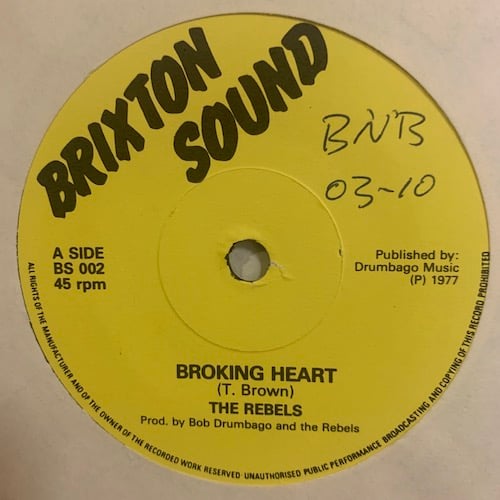 BRIXTON
SOUND
BNB
03-10
A SIDE
BS 002
45 rpm
Published by:
Drumbago Music
(P) 1977
BROKING HEART
(T. Brown)
THE REBELS
Prod. by Bob Drumbago and the Rebels
ALL RIGHTS OF THE MANUFACTURER AND OF THE OWNER OF THE RECORDED WORK RESERVED · UNAUTHORISED PUBLIC PERFORMANCE BROADCASTING AND COPYING OF THIS RECORD PROHIBITED